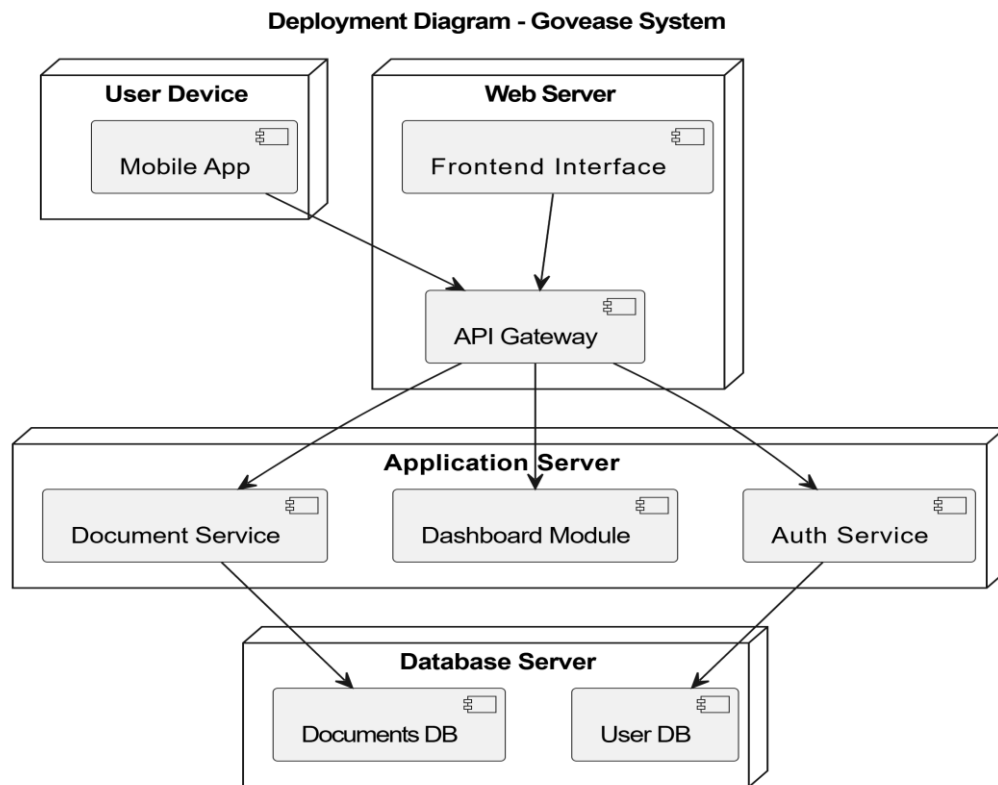 Deployment Diagram - Govease System
User Device
Web Server
Mobile App
Frontend Interface
API Gateway
Application Server
Document Service
Dashboard Module
Auth Service
Database Server
Documents DB
User DB